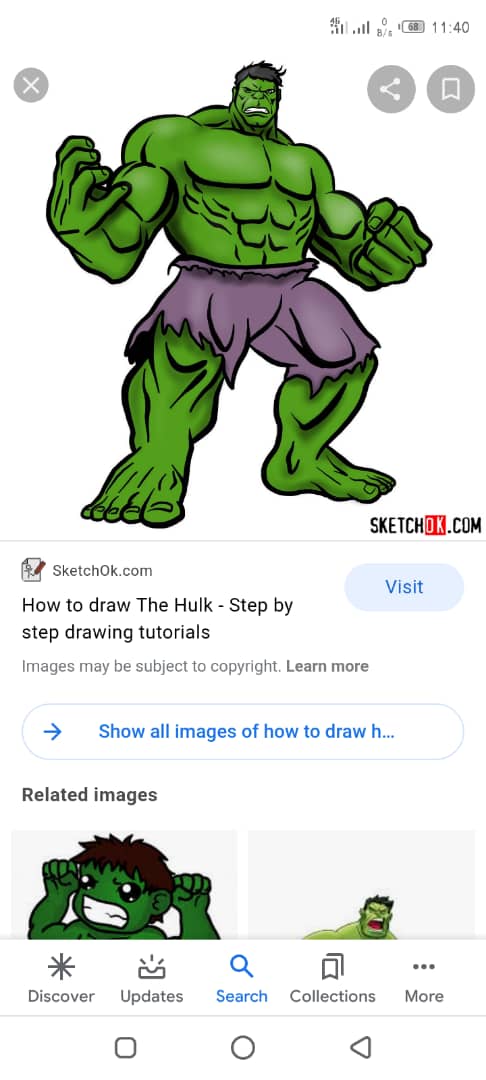 4G 0 B/s 68 11:40
SKETCHOK.COM
SketchOk.com
Visit
How to draw The Hulk - Step by
step drawing tutorials
Images may be subject to copyright. Learn more
Show all images of how to draw h...
Related images
Discover Updates Search Collections More